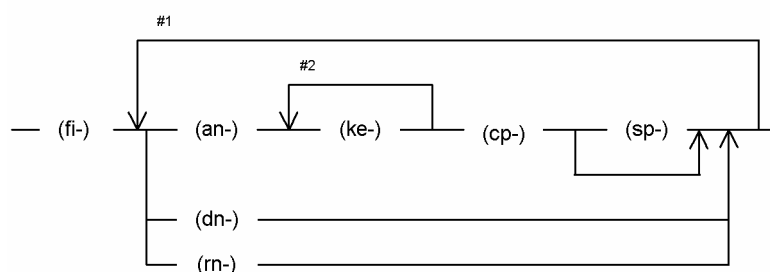 #1
#2
(fi-) (an-) (ke-) (cp-) (sp-)
(dn-)
(rn-)